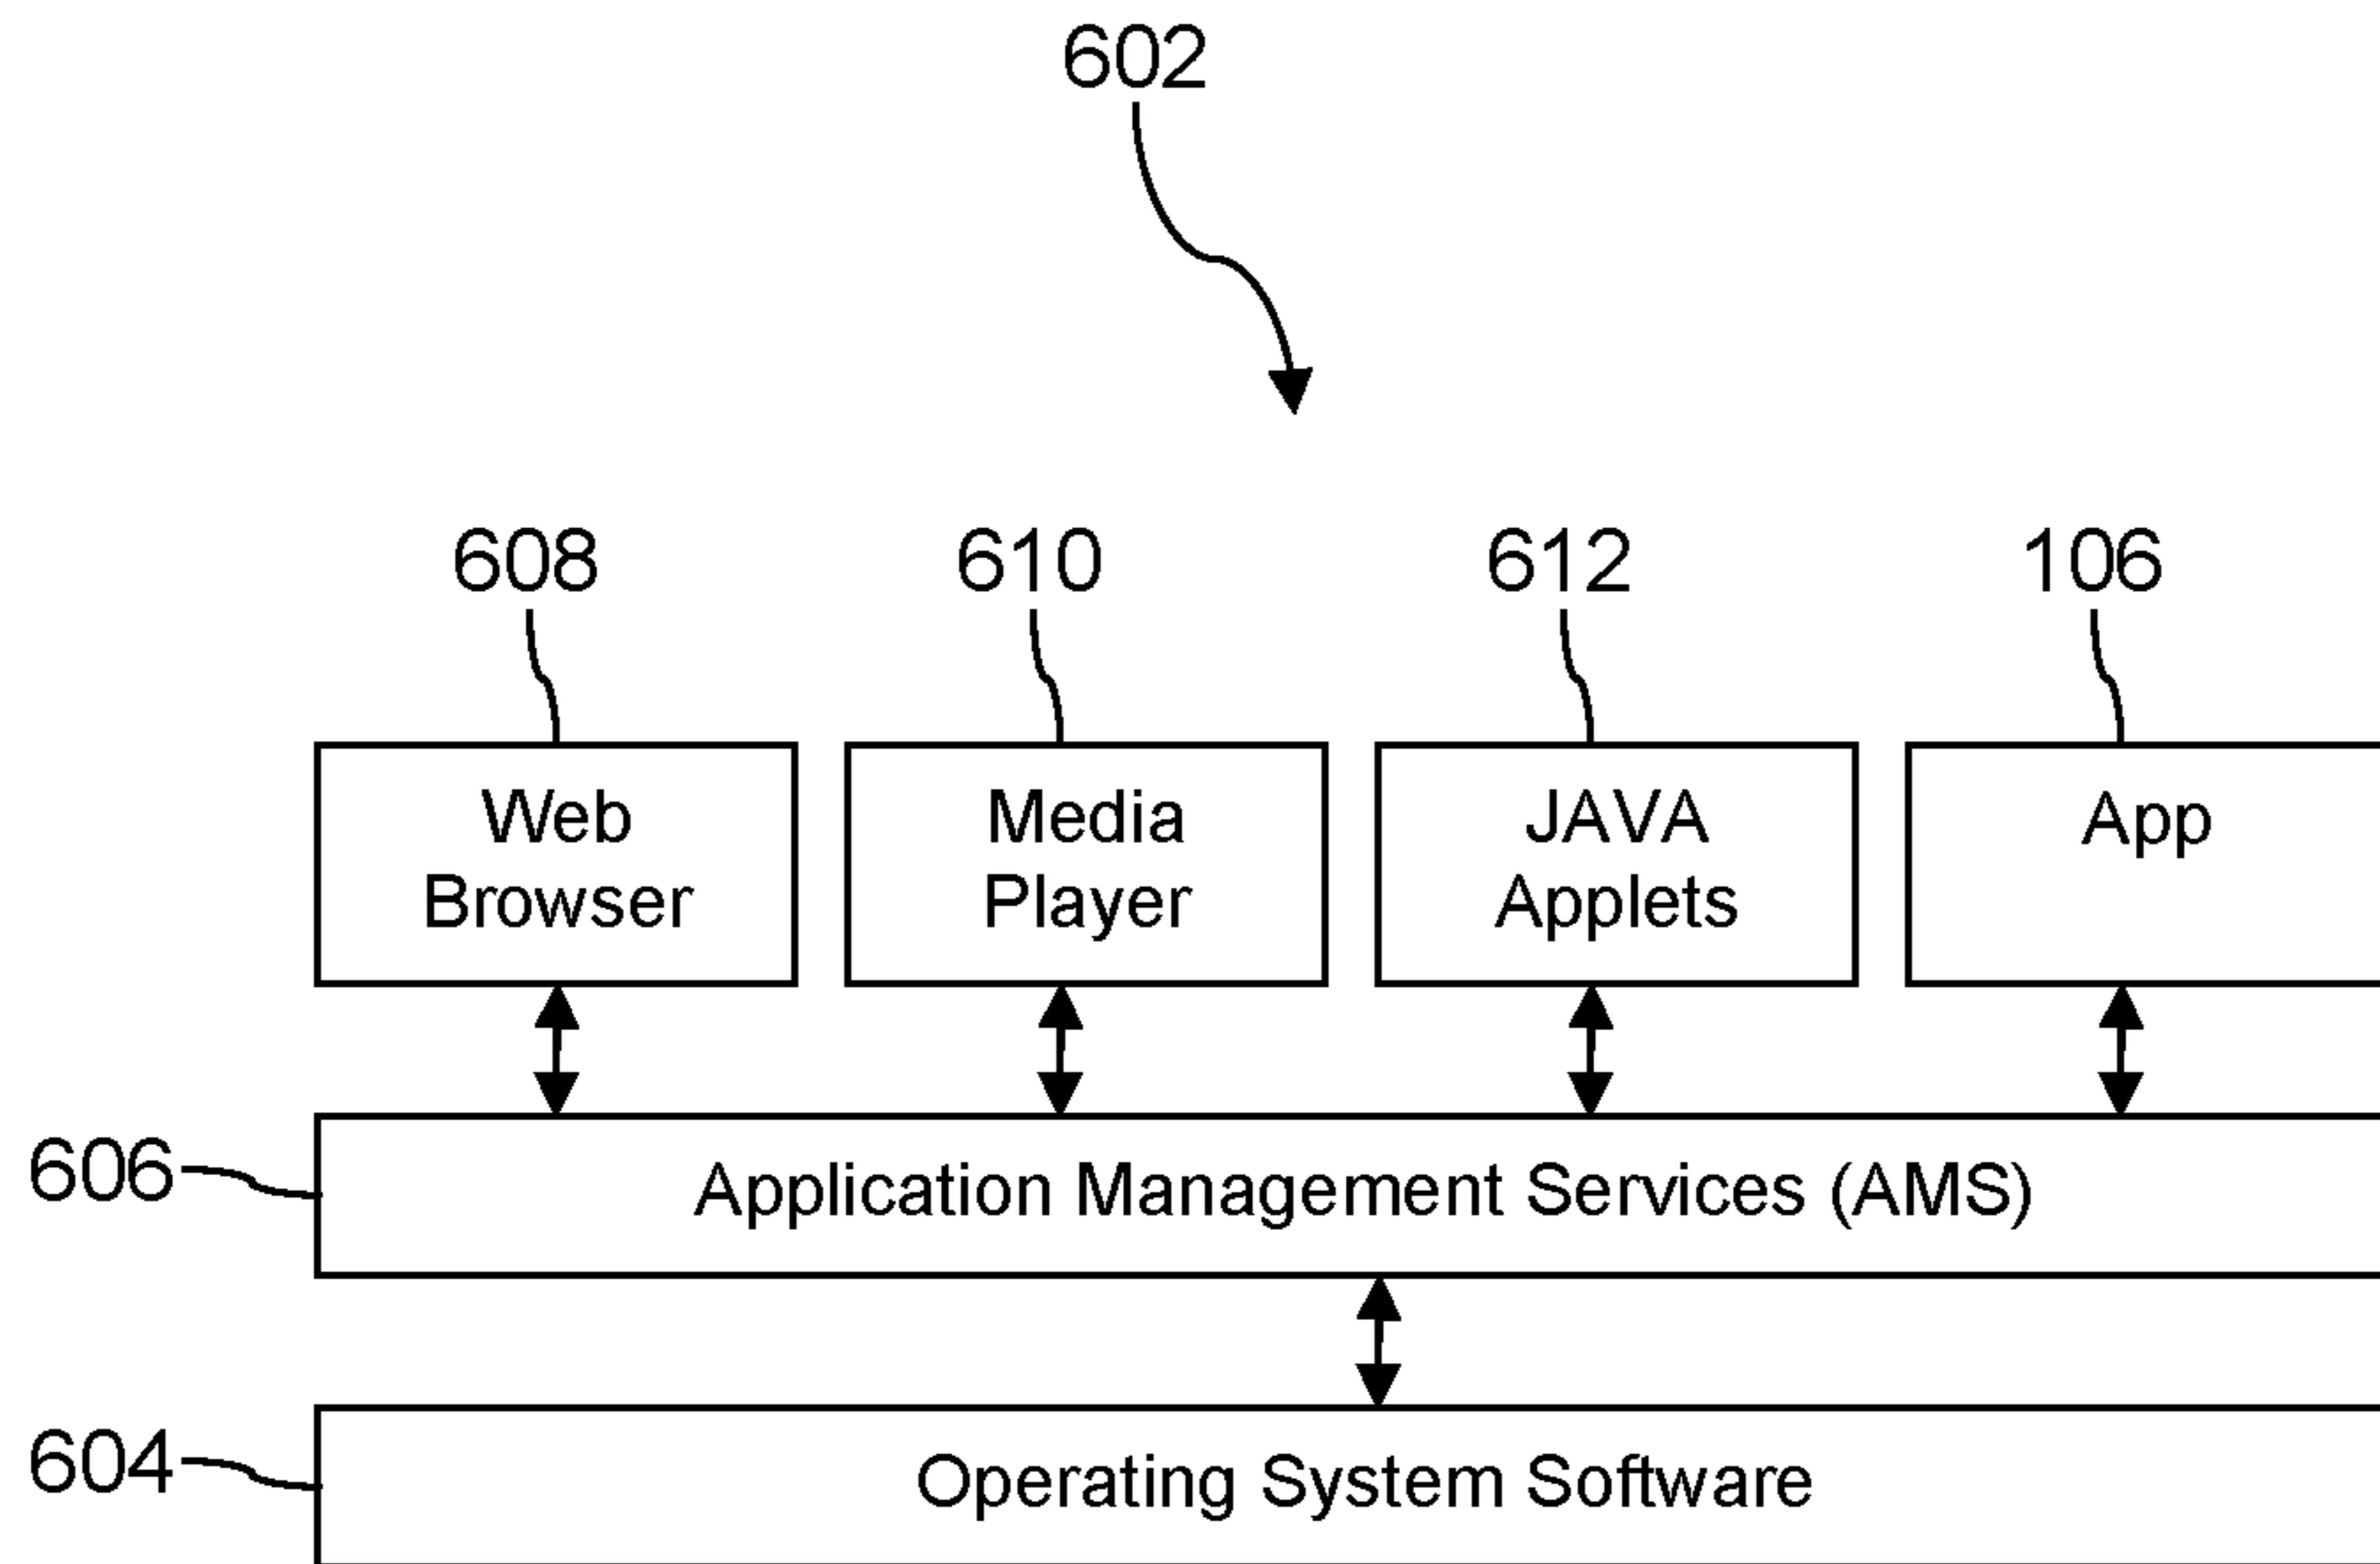 602
608
610
612
106
Web
Browser
Media
Player
JAVA
Applets
App
606
Application Management Services (AMS)
604
Operating System Software